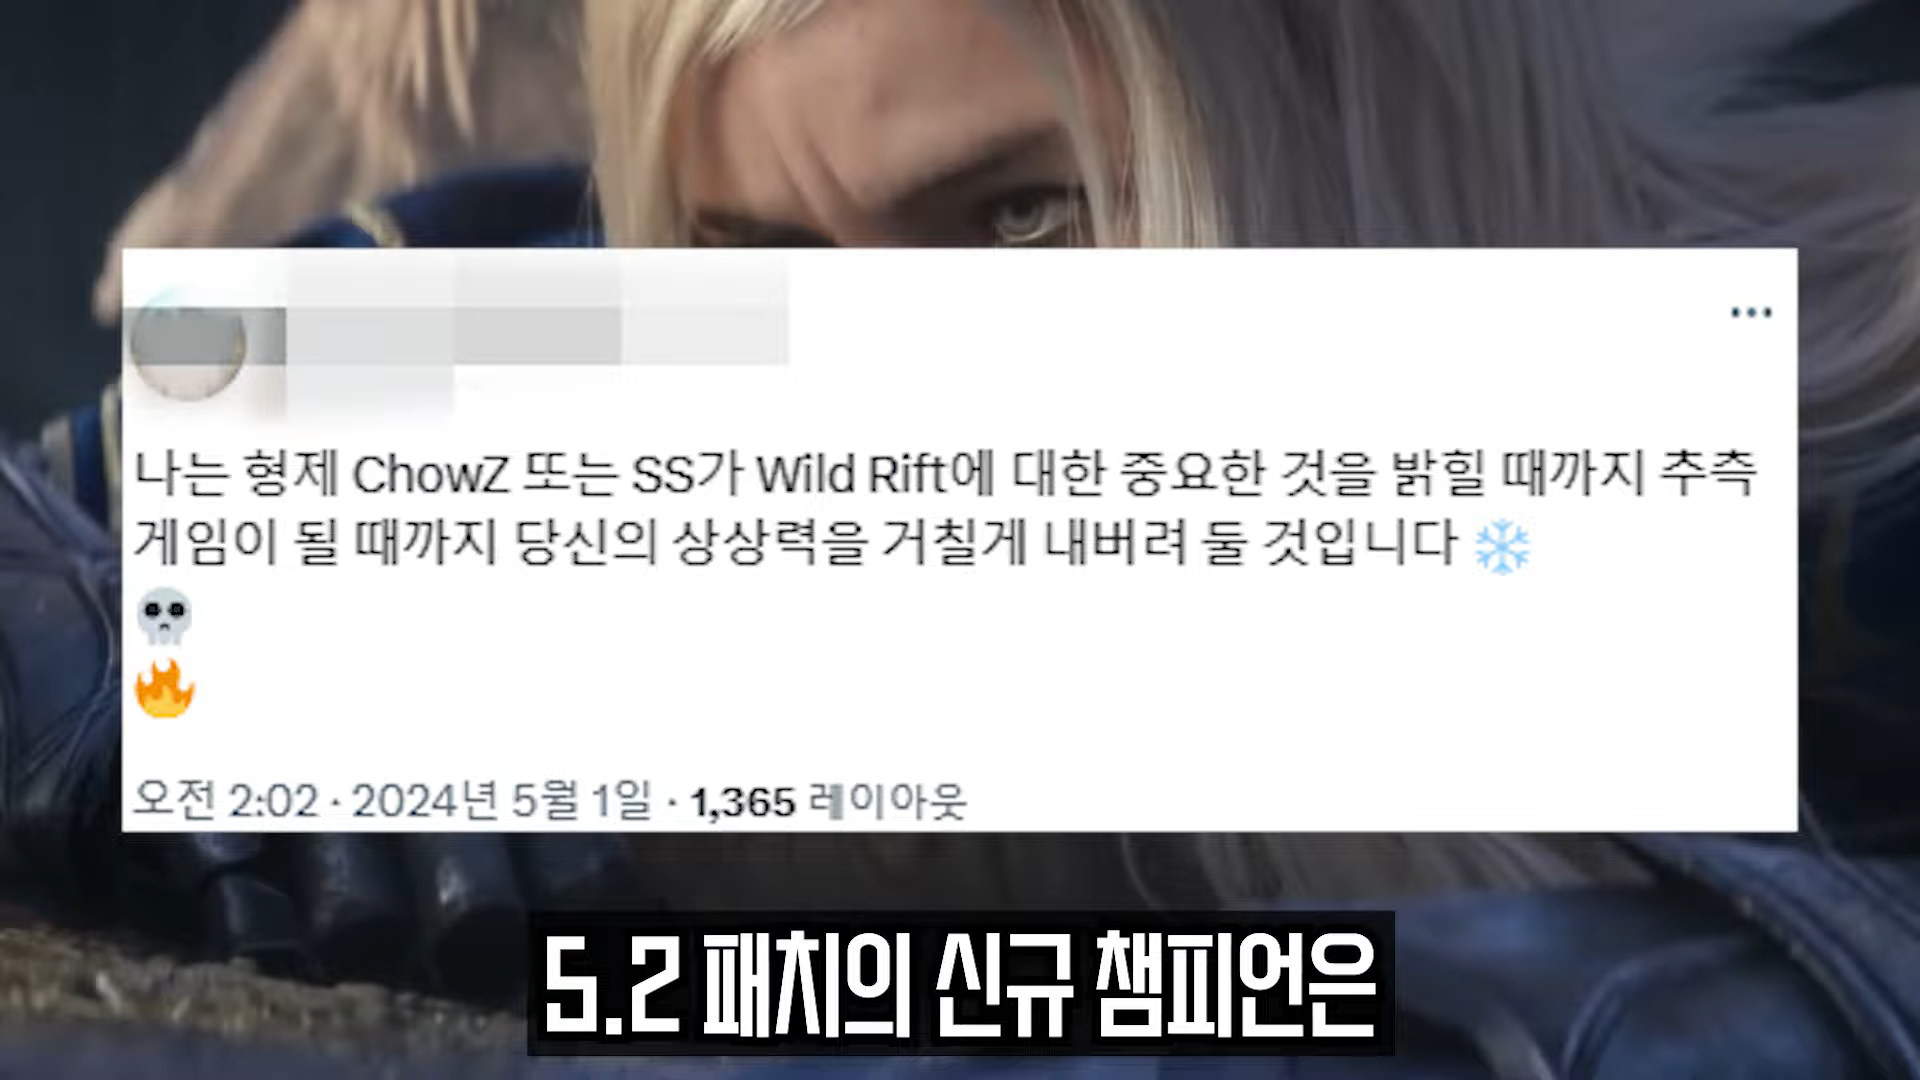 나는 형제 ChowZ 또는 SS가 Wild Rift에 대한 중요한 것을 밝힐 때까지 추측
게임이 될 때까지 당신의 상상력을 거칠게 내버려 둘 것입니다 ❄️
💀
🔥
오전 2:02 · 2024년 5월 1일 · 1,365 레이아웃
5.2 패치의 신규 챔피언은